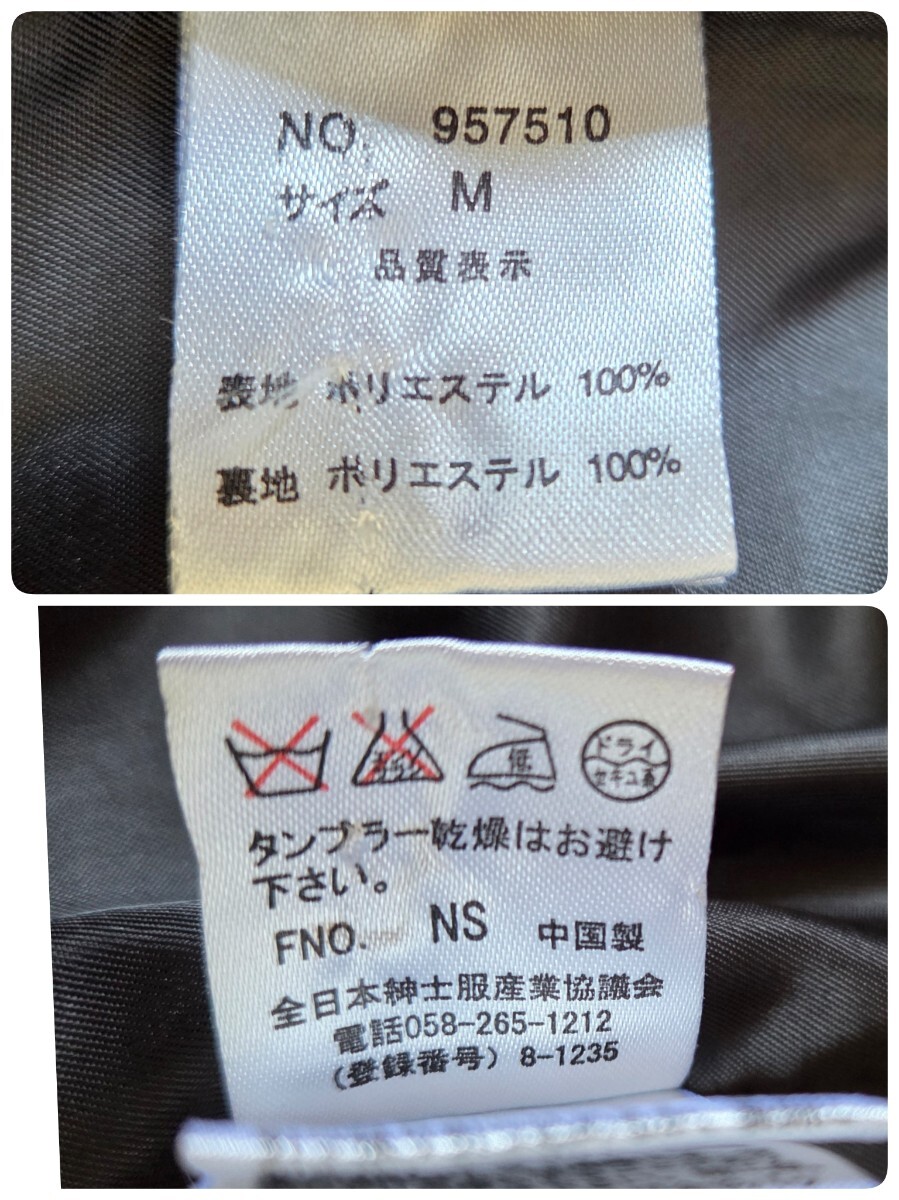 NO. 957510
サイズ M
品質表示
表地 ポリエステル 100%
裏地 ポリエステル 100%
低
ドライ
セキユ系
タンブラー乾燥はお避け
下さい。
FNO. NS 中国製
全日本紳士服産業協議会
電話058-265-1212
(登録番号) 8-1235